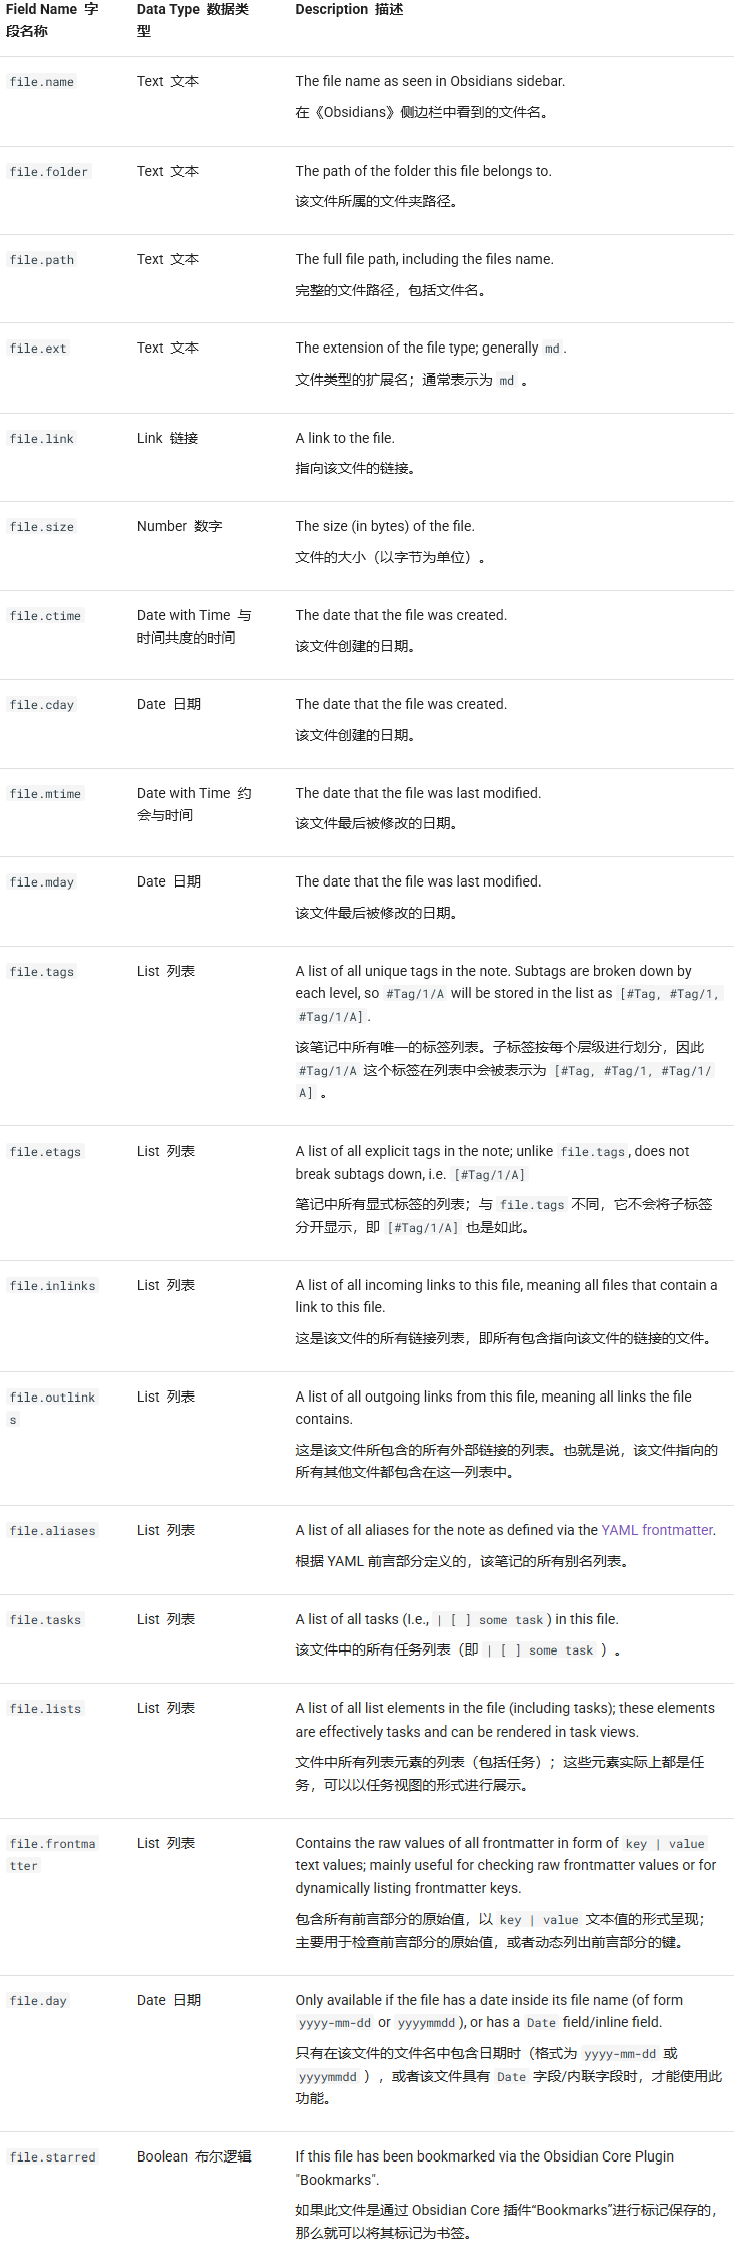 Field Name 字段名称
Data Type 数据类型
Description 描述
file.name
Text 文本
The file name as seen in Obsidians sidebar.
在《Obsidians》侧边栏中看到的文件名。
file.folder
Text 文本
The path of the folder this file belongs to.
该文件所属的文件夹路径。
file.path
Text 文本
The full file path, including the files name.
完整的文件路径，包括文件名。
file.ext
Text 文本
The extension of the file type; generally md.
文件类型的扩展名；通常表示为 md 。
file.link
Link 链接
A link to the file.
指向该文件的链接。
file.size
Number 数字
The size (in bytes) of the file.
文件的大小（以字节为单位）。
file.ctime
Date with Time 与
时间共度的时间
The date that the file was created.
该文件创建的日期。
file.cday
Date 日期
The date that the file was created.
该文件创建的日期。
file.mtime
Date with Time 约
会与时间
The date that the file was last modified.
该文件最后被修改的日期。
file.mday
Date 日期
The date that the file was last modified.
该文件最后被修改的日期。
file.tags
List 列表
A list of all unique tags in the note. Subtags are broken down by
each level, so #Tag/1/A will be stored in the list as [#Tag, #Tag/1,
#Tag/1/A].
该笔记中所有唯一的标签列表。子标签按每个层级进行划分，因此
#Tag/1/A 这个标签在列表中会被表示为 [#Tag, #Tag/1, #Tag/1/
A] 。
file.etags
List 列表
A list of all explicit tags in the note; unlike file.tags, does not
break subtags down, i.e. [#Tag/1/A]
笔记中所有显式标签的列表；与 file.tags 不同，它不会将子标签
分开显示，即 [#Tag/1/A] 也是如此。
file.inlinks
List 列表
A list of all incoming links to this file, meaning all files that contain a
link to this file.
这是该文件的所有链接列表，即所有包含指向该文件的链接的文件。
file.outlink
s
List 列表
A list of all outgoing links from this file, meaning all links the file
contains.
这是该文件所包含的所有外部链接的列表。也就是说，该文件指向的
所有其他文件都包含在这一列表中。
file.aliases
List 列表
A list of all aliases for the note as defined via the YAML frontmatter.
根据 YAML 前言部分定义的，该笔记的所有别名列表。
file.tasks
List 列表
A list of all tasks (I.e., | [ ] some task) in this file.
该文件中的所有任务列表（即 | [ ] some task ）。
file.lists
List 列表
A list of all list elements in the file (including tasks); these elements
are effectively tasks and can be rendered in task views.
文件中所有列表元素的列表（包括任务）；这些元素实际上都是任
务，可以以任务视图的形式进行展示。
file.frontma
tter
List 列表
Contains the raw values of all frontmatter in form of key | value
text values; mainly useful for checking raw frontmatter values or for
dynamically listing frontmatter keys.
包含所有前言部分的原始值，以 key | value 文本值的形式呈现；
主要用于检查前言部分的原始值，或者动态列出前言部分的键。
file.day
Date 日期
Only available if the file has a date inside its file name (of form
yyyy-mm-dd or yyyymmdd), or has a Date field/inline field.
只有在该文件的文件名中包含日期时（格式为 yyyy-mm-dd 或
yyyymmdd ），或者该文件具有 Date 字段/内联字段时，才能使用此
功能。
file.starred
Boolean 布尔逻辑
If this file has been bookmarked via the Obsidian Core Plugin
"Bookmarks".
如果此文件是通过 Obsidian Core 插件“Bookmarks”进行标记保存的，
那么就可以将其标记为书签。